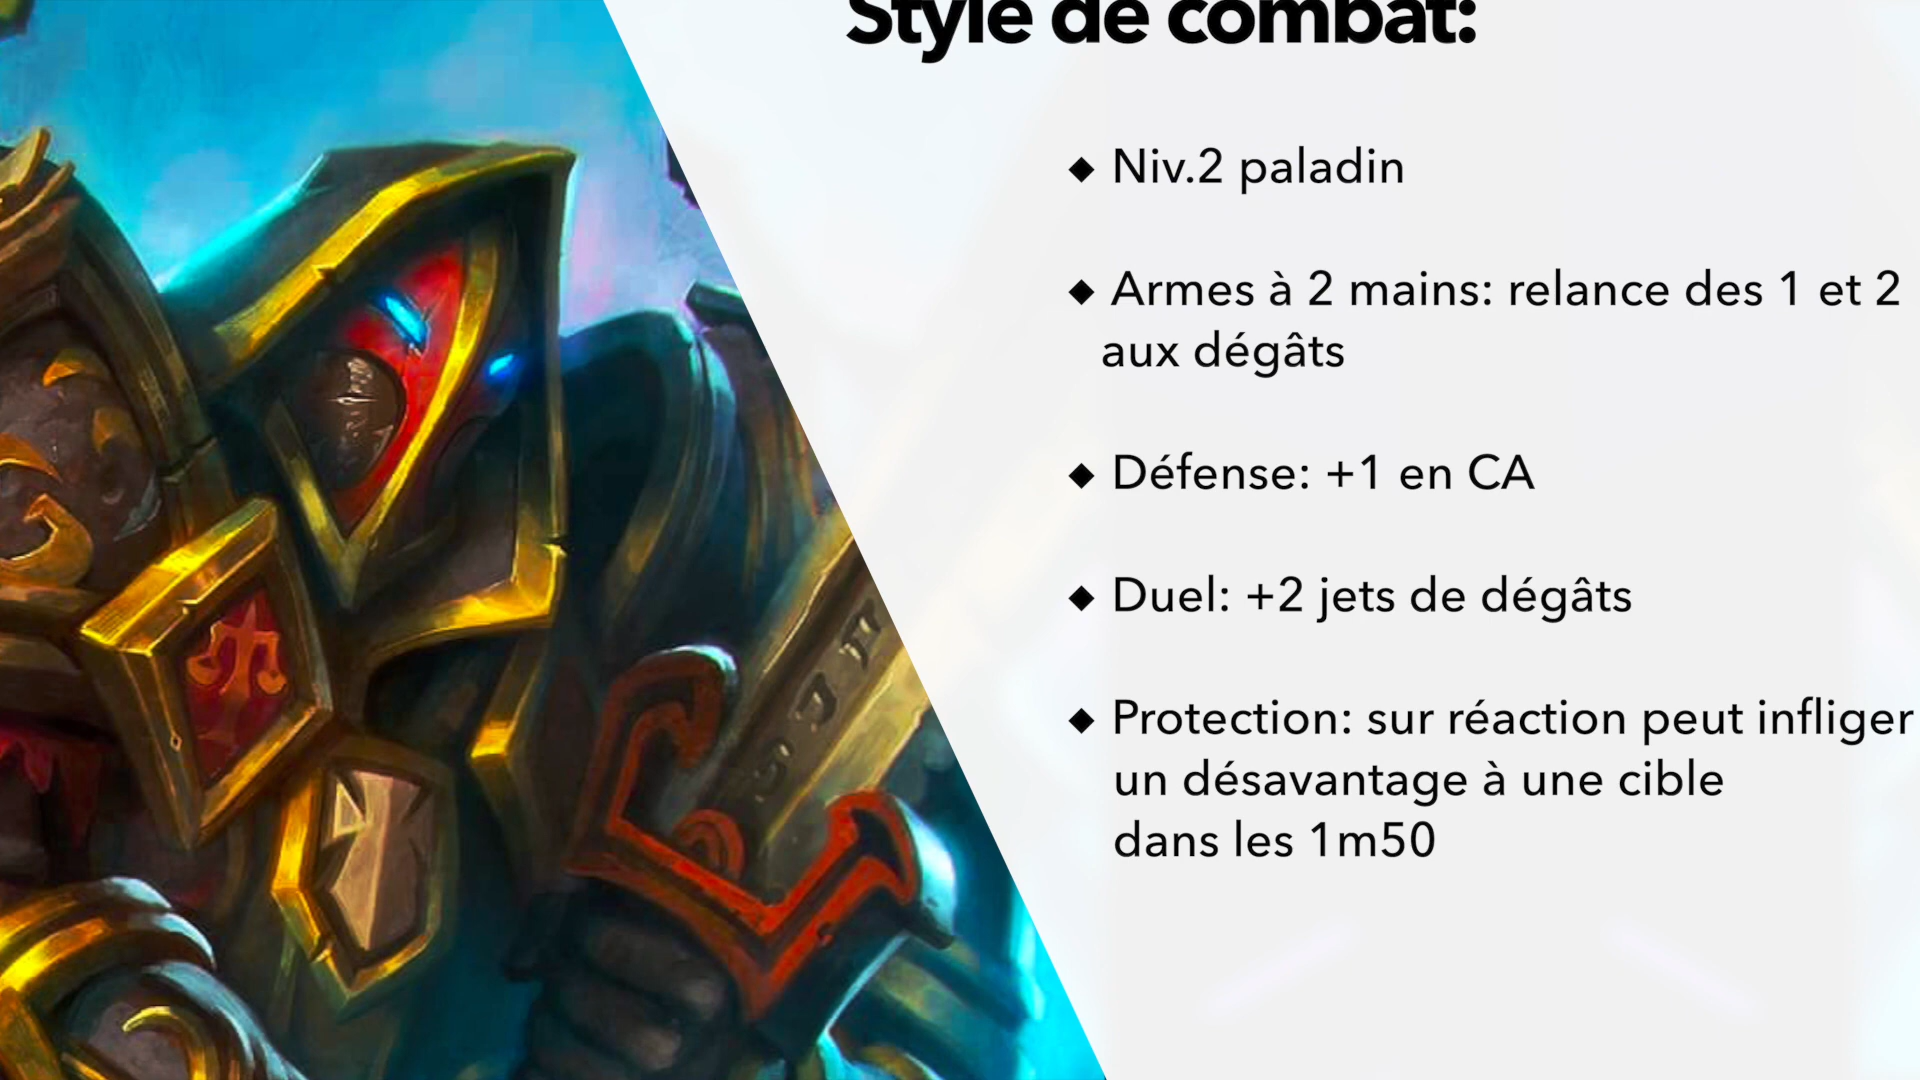 Style de combat:
◆ Niv.2 paladin
◆ Armes à 2 mains: relance des 1 et 2
aux dégâts
◆ Défense: +1 en CA
◆ Duel: +2 jets de dégâts
◆ Protection: sur réaction peut infliger
un désavantage à une cible
dans les 1m50